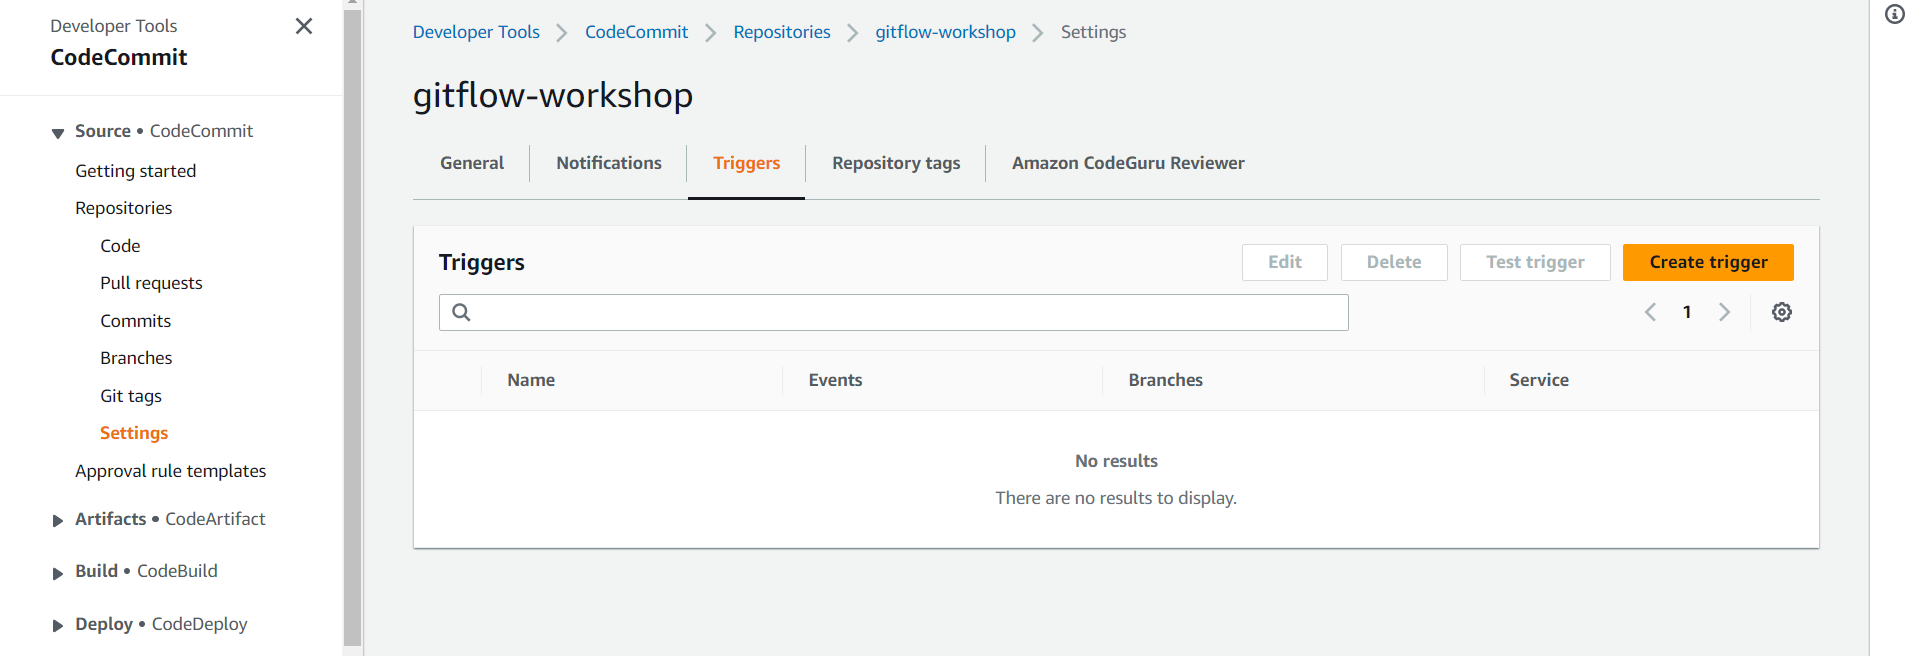 Developer Tools
CodeCommit
Source • CodeCommit
Getting started
Repositories
Code
Pull requests
Commits
Branches
Git tags
Settings
Approval rule templates
Artifacts • CodeArtifact
Build • CodeBuild
Deploy • CodeDeploy
Developer Tools > CodeCommit > Repositories > gitflow-workshop > Settings
gitflow-workshop
General Notifications Triggers Repository tags Amazon CodeGuru Reviewer
Triggers Edit Delete Test trigger Create trigger
1
Name Events Branches Service
No results
There are no results to display.